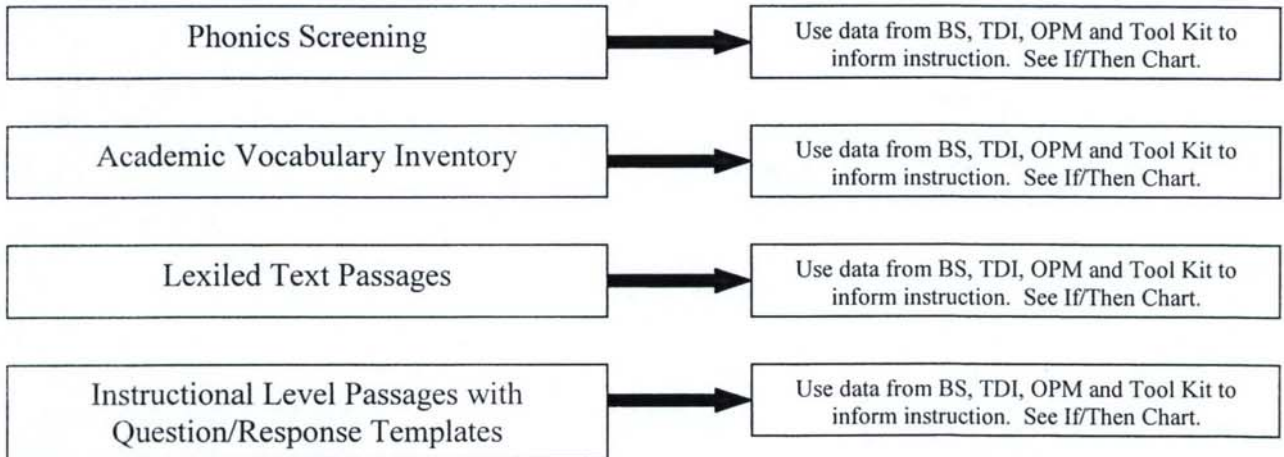 Phonics Screening
Use data from BS, TDI, OPM and Tool Kit to
inform instruction. See If/Then Chart.
Academic Vocabulary Inventory
Use data from BS, TDI, OPM and Tool Kit to
inform instruction. See If/Then Chart.
Lexiled Text Passages
Use data from BS, TDI, OPM and Tool Kit to
inform instruction. See If/Then Chart.
Instructional Level Passages with
Question/Response Templates
Use data from BS, TDI, OPM and Tool Kit to
inform instruction. See If/Then Chart.